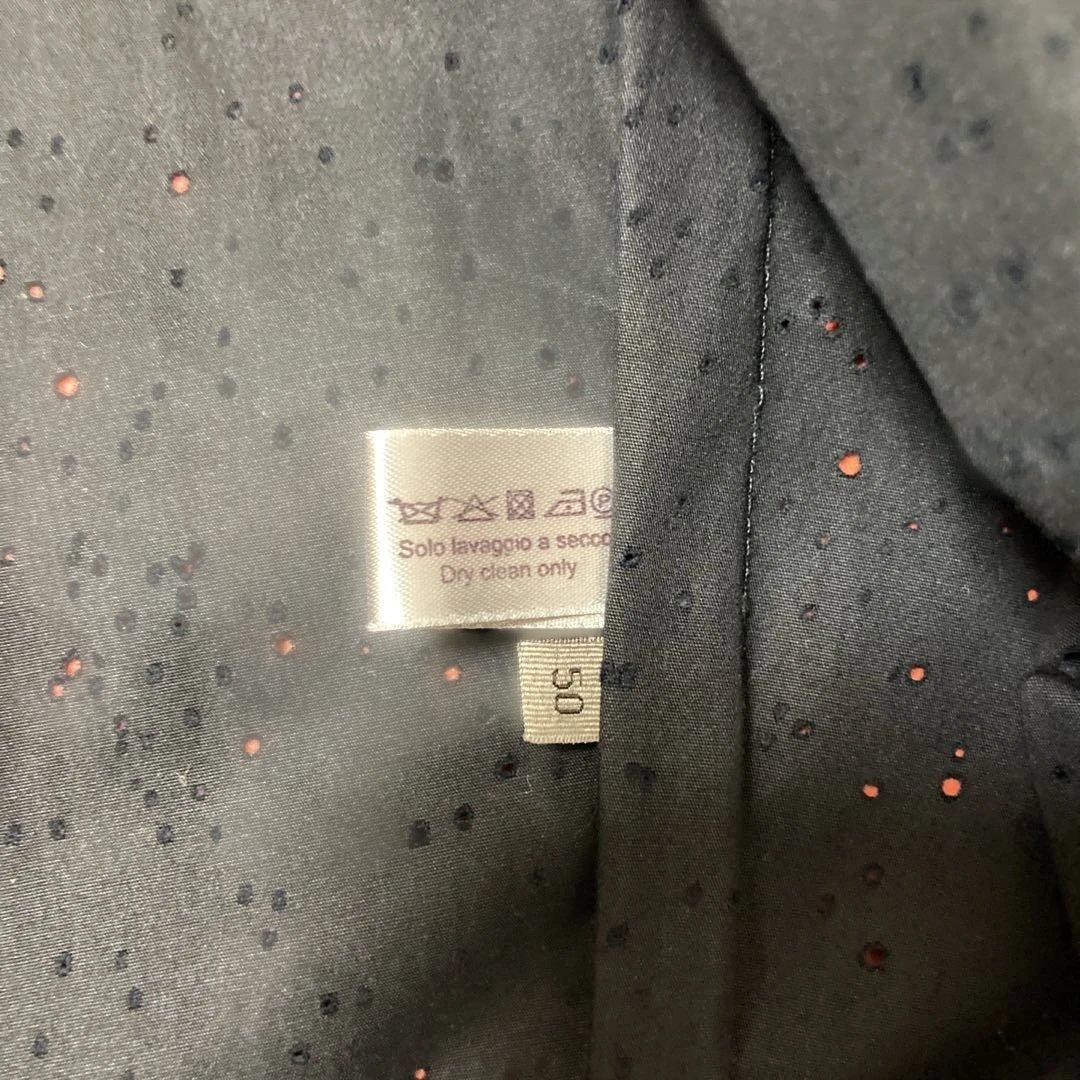 P
Solo lavaggio a secco
Dry clean only
50